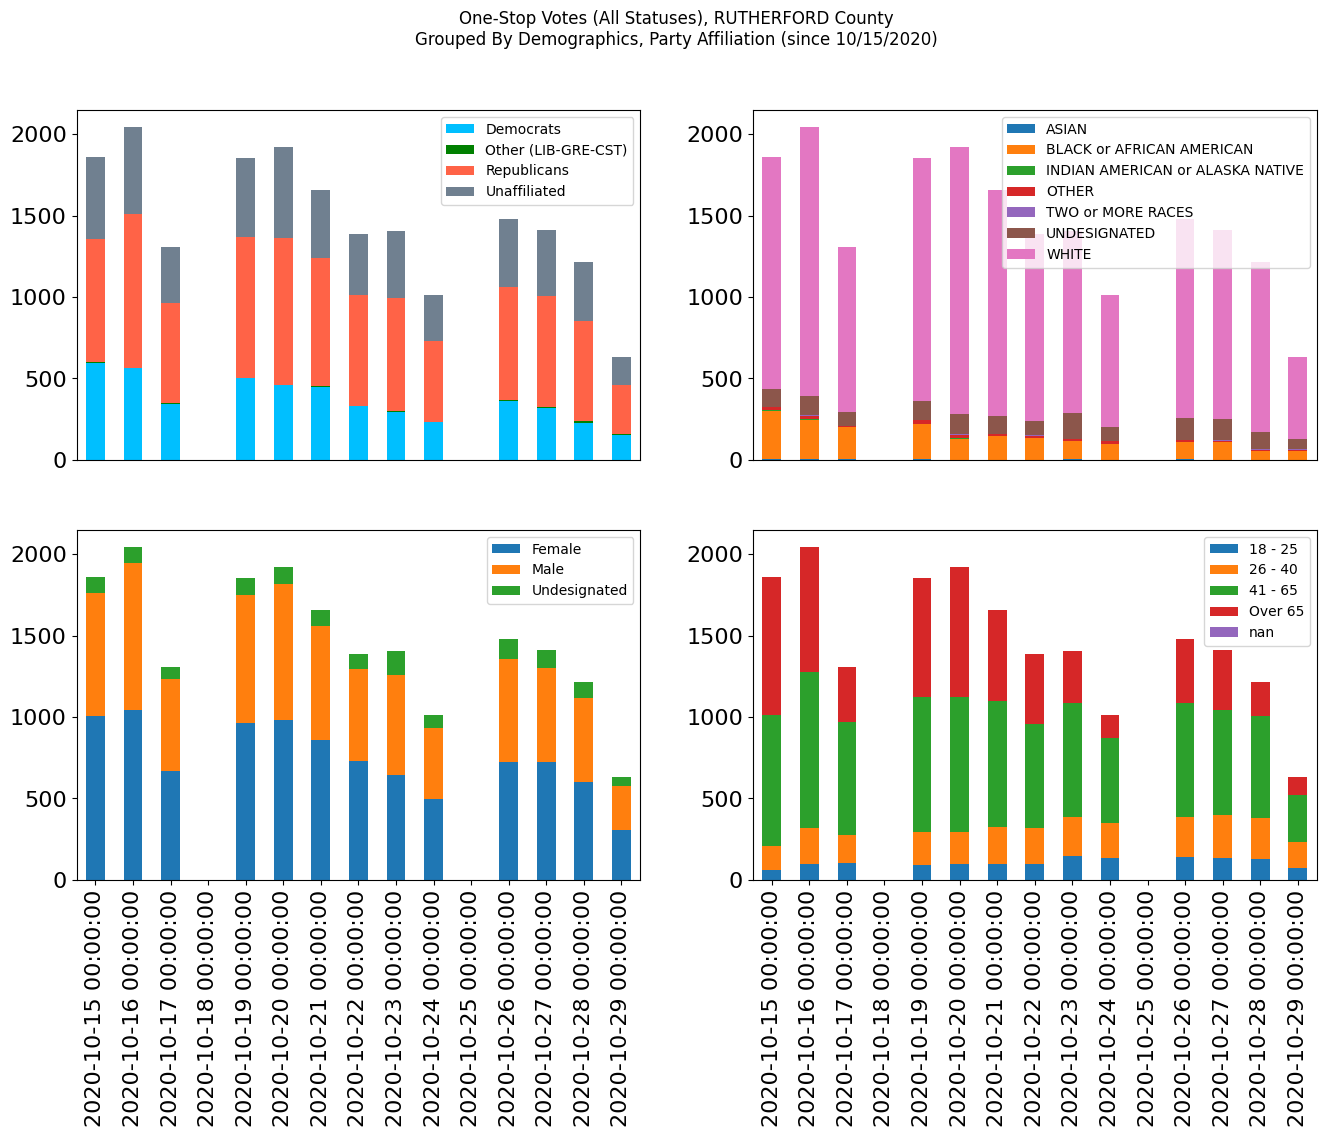 One-Stop Votes (All Statuses), RUTHERFORD County
Grouped By Demographics, Party Affiliation (since 10/15/2020)
2000
1500
1000
500
0
Democrats
Other (LIB-GRE-CST)
Republicans
Unaffiliated
2000
1500
1000
500
0
ASIAN
BLACK or AFRICAN AMERICAN
INDIAN AMERICAN or ALASKA NATIVE
OTHER
TWO or MORE RACES
UNDESIGNATED
WHITE
2000
1500
1000
500
0
Female
Male
Undesignated
2020-10-15 00:00:00
2020-10-16 00:00:00
2020-10-17 00:00:00
2020-10-18 00:00:00
2020-10-19 00:00:00
2020-10-20 00:00:00
2020-10-21 00:00:00
2020-10-22 00:00:00
2020-10-23 00:00:00
2020-10-24 00:00:00
2020-10-25 00:00:00
2020-10-26 00:00:00
2020-10-27 00:00:00
2020-10-28 00:00:00
2020-10-29 00:00:00
2000
1500
1000
500
0
18 - 25
26 - 40
41 - 65
Over 65
nan
2020-10-15 00:00:00
2020-10-16 00:00:00
2020-10-17 00:00:00
2020-10-18 00:00:00
2020-10-19 00:00:00
2020-10-20 00:00:00
2020-10-21 00:00:00
2020-10-22 00:00:00
2020-10-23 00:00:00
2020-10-24 00:00:00
2020-10-25 00:00:00
2020-10-26 00:00:00
2020-10-27 00:00:00
2020-10-28 00:00:00
2020-10-29 00:00:00